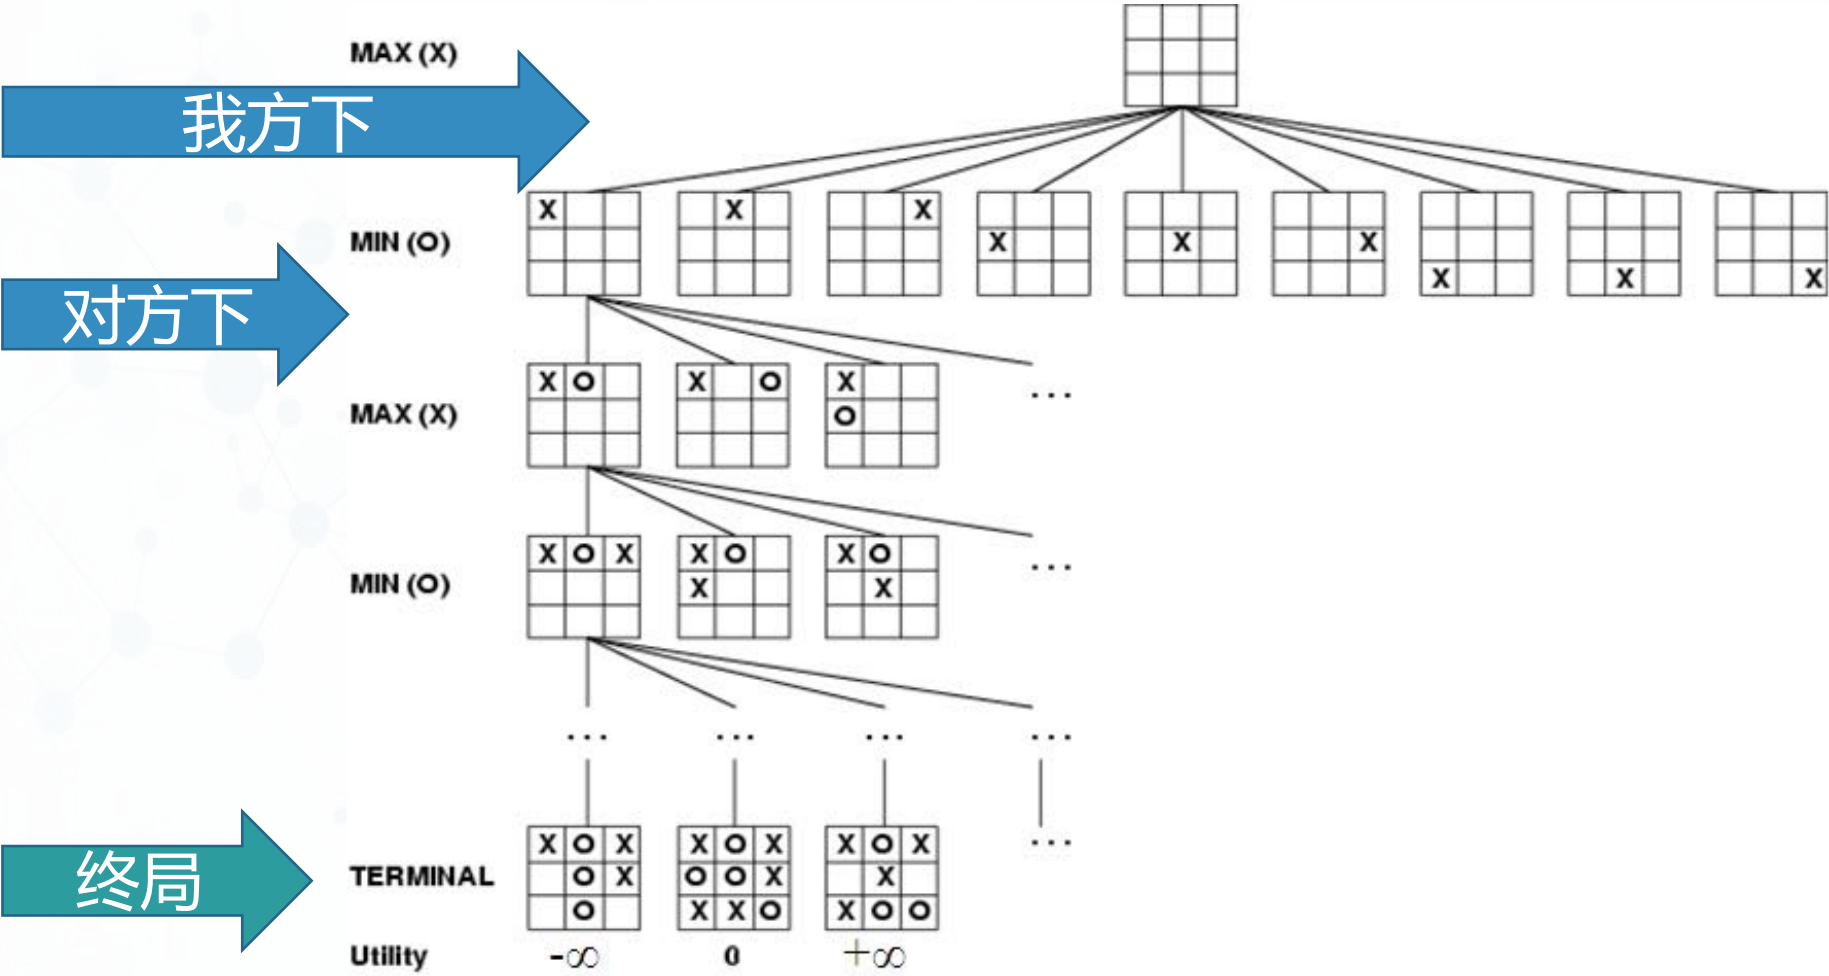 MAX (X)
我方下
X X X X X X X X X
MIN (O)
对方下
X O X O X
O
MAX (X)
...
X O X X O X O
X X
MIN (O)
...
... ... ... ...
X O X X O X X O X
O X O O X X
O X X O X O O
TERMINAL
...
终局
Utility -∞ 0 +∞